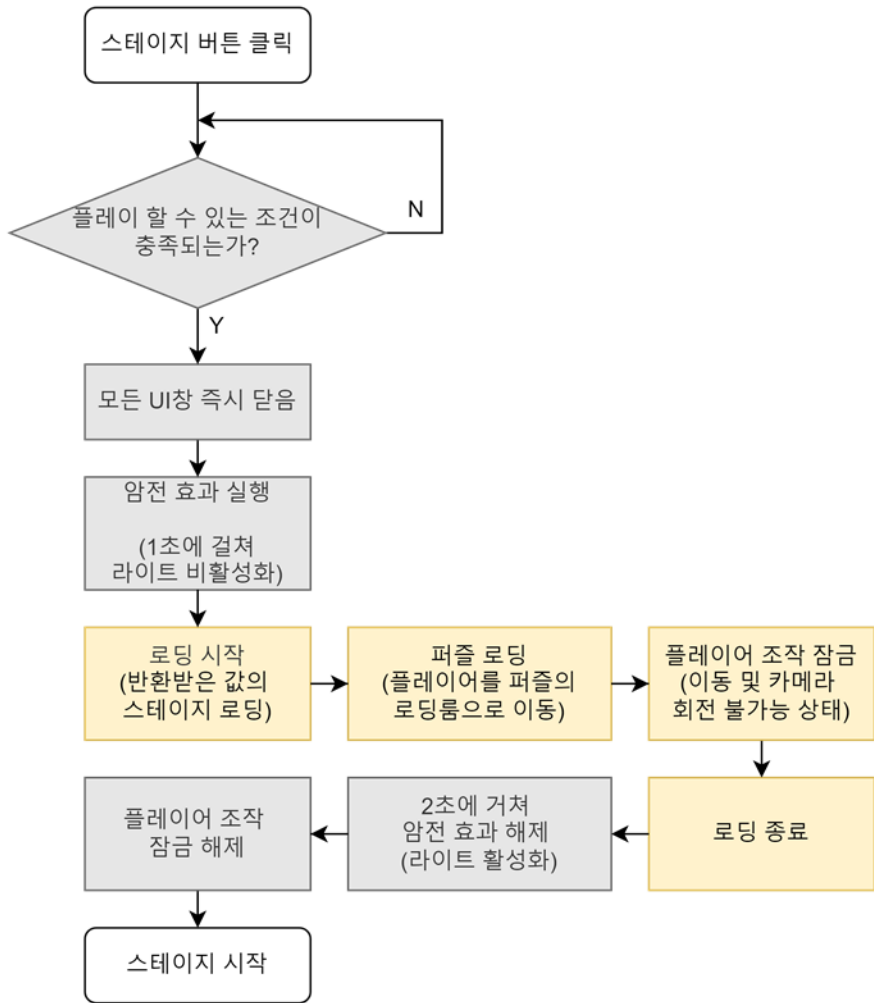 스테이지 버튼 클릭
플레이 할 수 있는 조건이
충족되는가?
N
Y
모든 UI창 즉시 닫음
암전 효과 실행
(1초에 걸쳐
라이트 비활성화)
로딩 시작
(반환받은 값의
스테이지 로딩)
퍼즐 로딩
(플레이어를 퍼즐의
로딩룸으로 이동)
플레이어 조작 잠금
(이동 및 카메라
회전 불가능 상태)
로딩 종료
2초에 거쳐
암전 효과 해제
(라이트 활성화)
플레이어 조작
잠금 해제
스테이지 시작